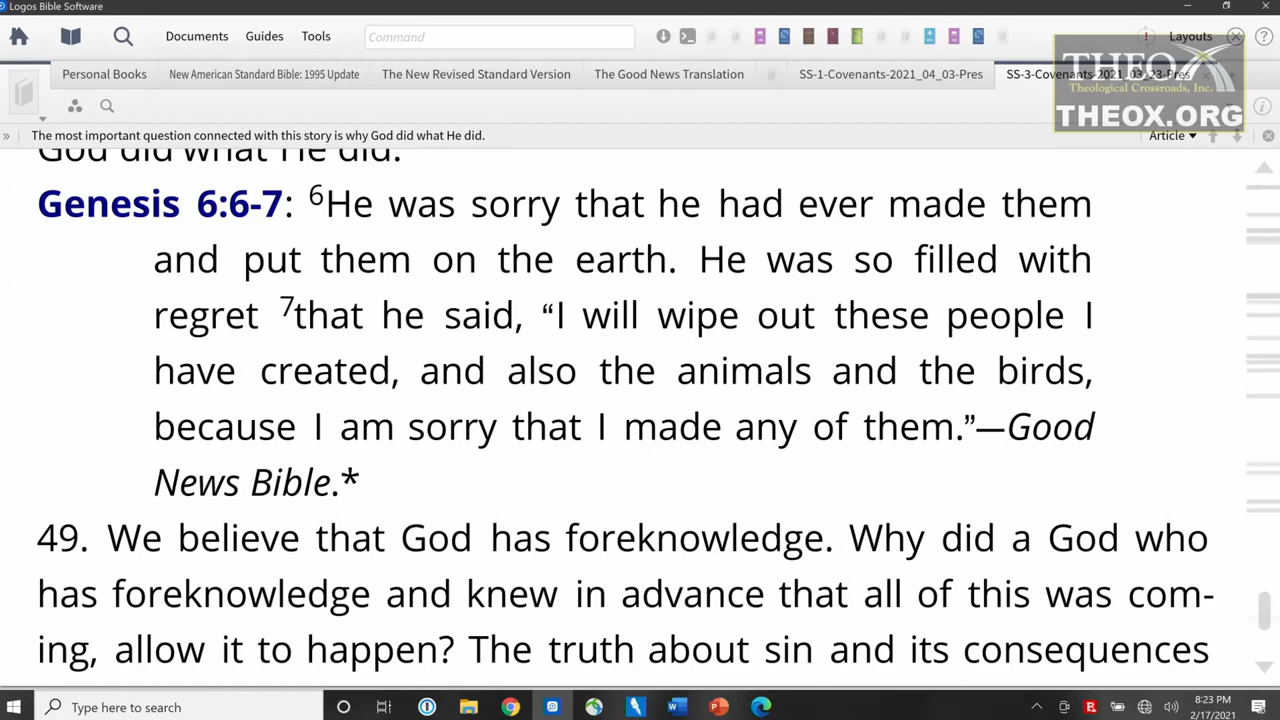 Logos Bible Software
Documents Guides Tools Command Layouts
Personal Books New American Standard Bible: 1995 Update The New Revised Standard Version The Good News Translation SS-1-Covenants-2021_04_03-Pres SS-3-Covenants-2021_03_23-Pres
THEOX
Theological Crossroads, Inc.
THEOX.ORG
» The most important question connected with this story is why God did what He did. Article
God did what He did.
Genesis 6:6-7: 6He was sorry that he had ever made them
and put them on the earth. He was so filled with
regret 7that he said, “I will wipe out these people I
have created, and also the animals and the birds,
because I am sorry that I made any of them.”—Good
News Bible.*
49. We believe that God has foreknowledge. Why did a God who
has foreknowledge and knew in advance that all of this was com-
ing, allow it to happen? The truth about sin and its consequences
Type here to search
8:23 PM
2/17/2021